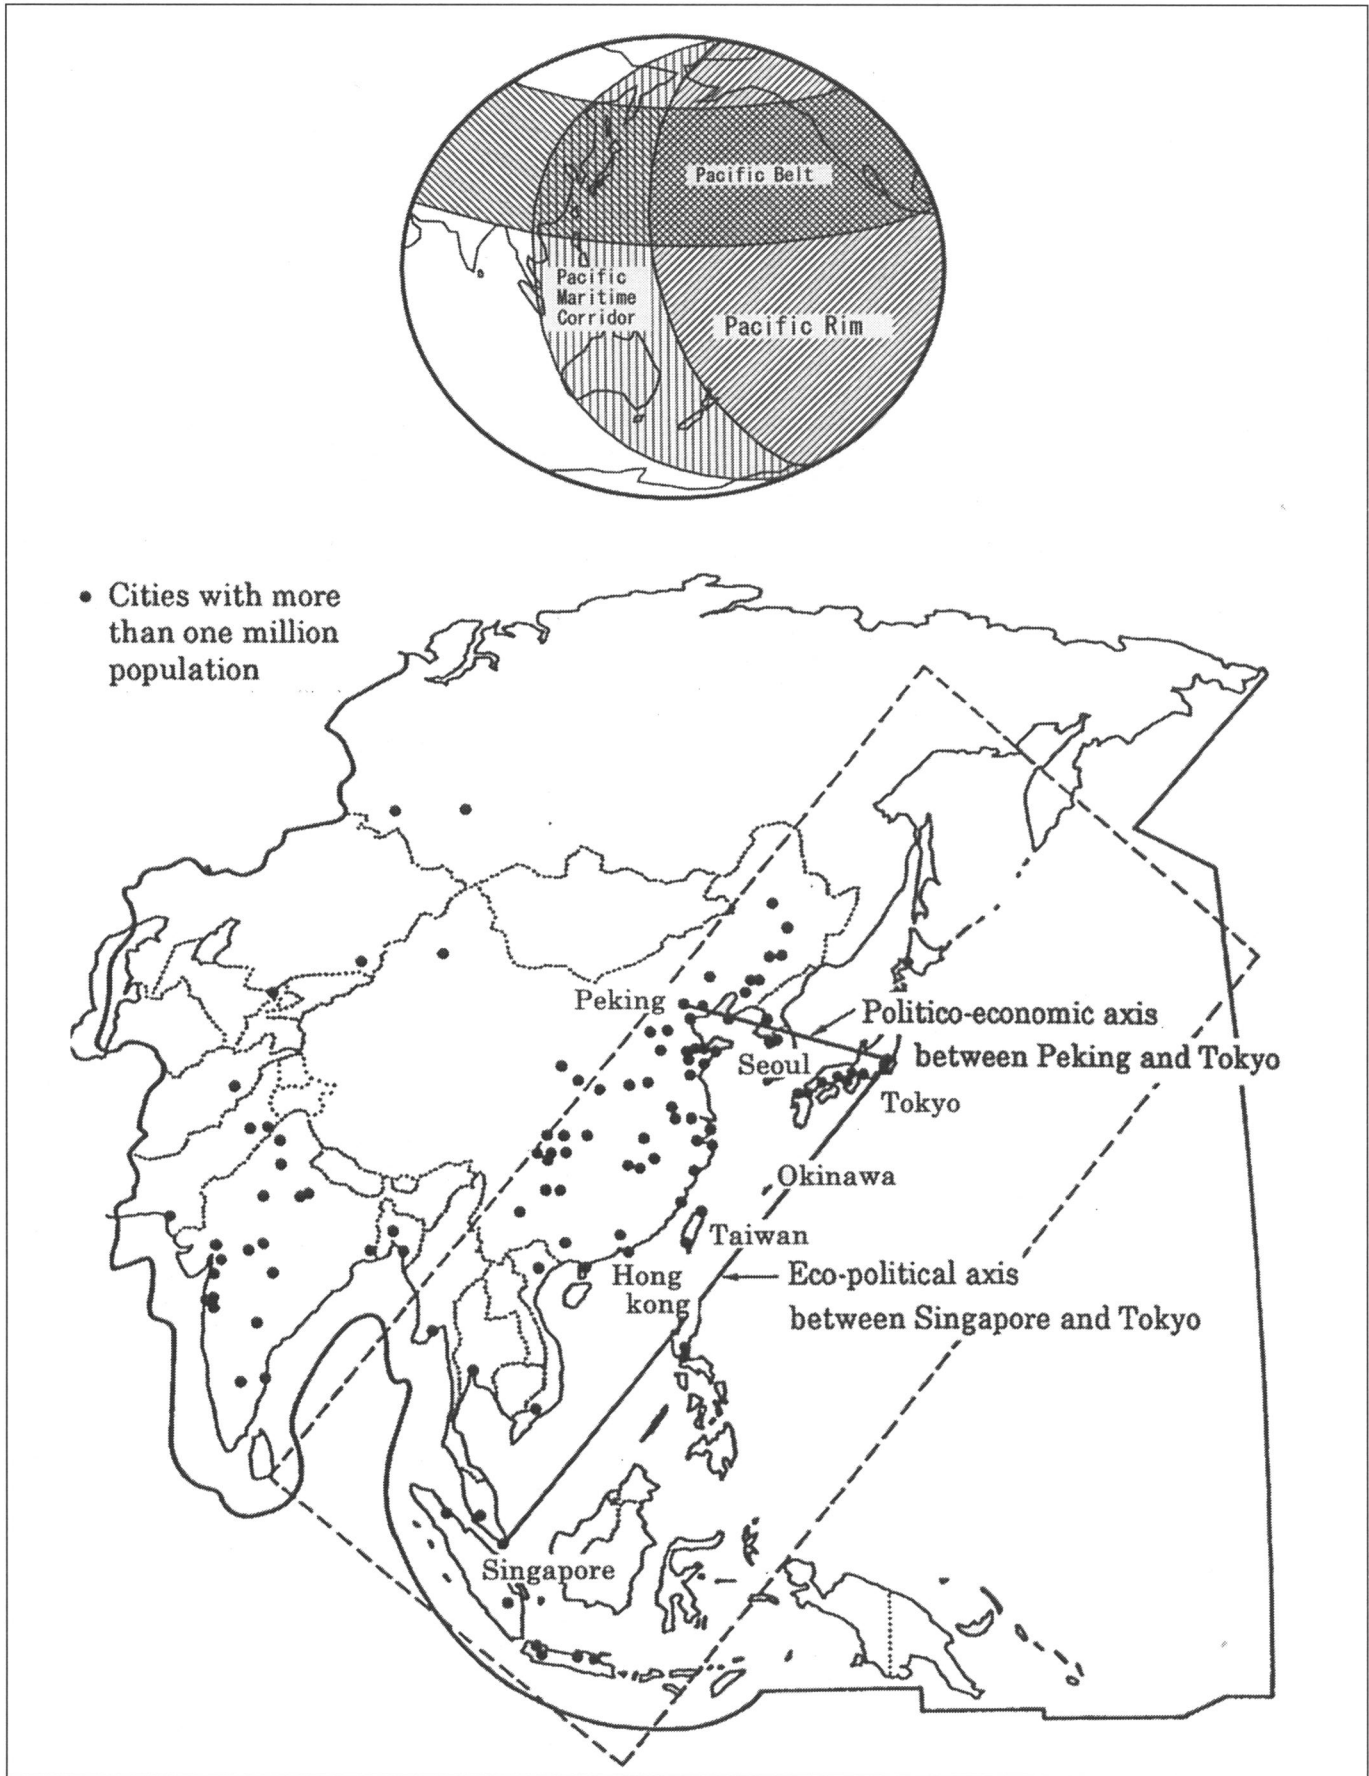 Pacific Belt
Pacific
Maritime
Corridor
Pacific Rim
• Cities with more
than one million
population
Peking
Politico-economic axis
between Peking and Tokyo
Seoul
Tokyo
Okinawa
Taiwan
Hong
kong
Eco-political axis
between Singapore and Tokyo
Singapore